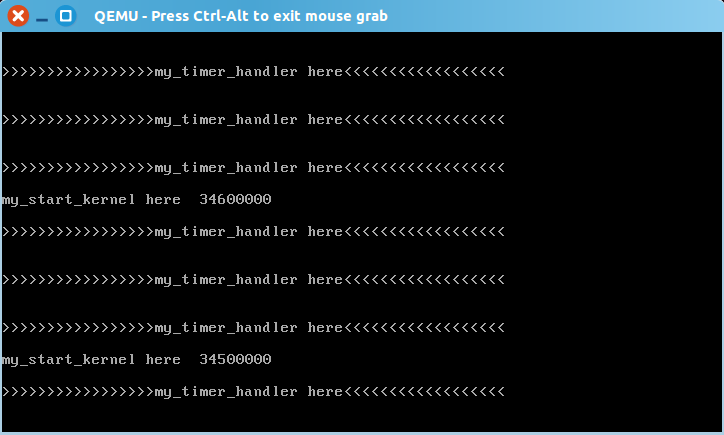 QEMU - Press Ctrl-Alt to exit mouse grab
>>>>>>>>>>>>>>>>>my_timer_handler here<<<<<<<<<<<<<<<<<<
>>>>>>>>>>>>>>>>>my_timer_handler here<<<<<<<<<<<<<<<<<<
>>>>>>>>>>>>>>>>>my_timer_handler here<<<<<<<<<<<<<<<<<<
my_start_kernel here  34600000
>>>>>>>>>>>>>>>>>my_timer_handler here<<<<<<<<<<<<<<<<<<
>>>>>>>>>>>>>>>>>my_timer_handler here<<<<<<<<<<<<<<<<<<
>>>>>>>>>>>>>>>>>my_timer_handler here<<<<<<<<<<<<<<<<<<
my_start_kernel here  34500000
>>>>>>>>>>>>>>>>>my_timer_handler here<<<<<<<<<<<<<<<<<<